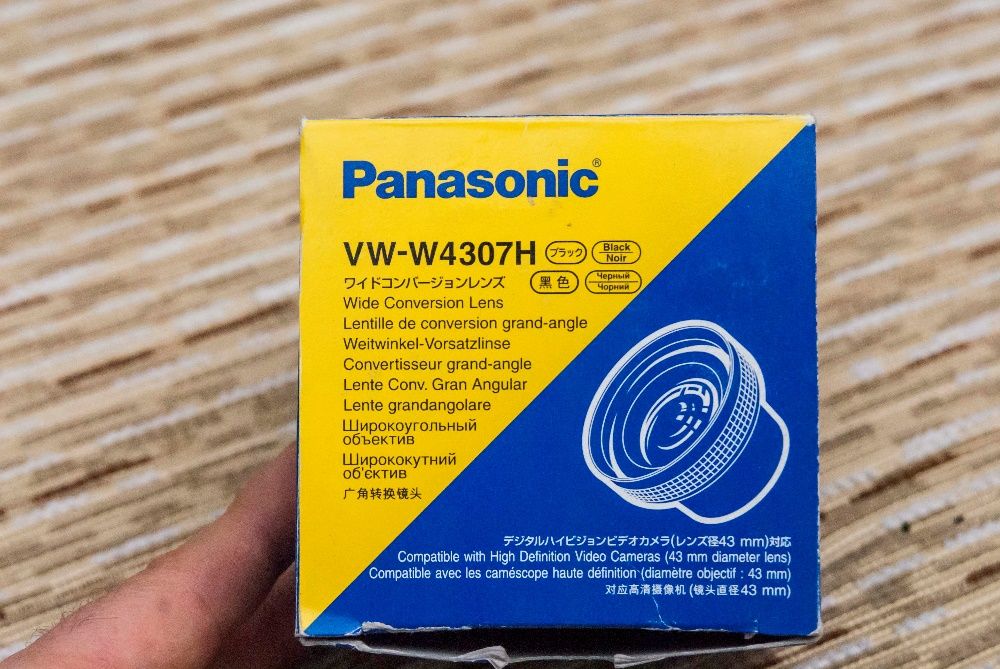 Panasonic®
VW-W4307H ブラック Black Noir
ワイドコンバージョンレンズ 黒色 Черный Чорний
Wide Conversion Lens
Lentille de conversion grand-angle
Weitwinkel-Vorsatzlinse
Convertisseur grand-angle
Lente Conv. Gran Angular
Lente grandangolare
Широкоугольный
объектив
Ширококутний
об'єктив
广角转换镜头
デジタルハイビジョンビデオカメラ(レンズ径43 mm)対応
Compatible with High Definition Video Cameras (43 mm diameter lens)
Compatible avec les caméscope haute définition (diamètre objectif : 43 mm)
对应高清摄像机 (镜头直径43 mm)